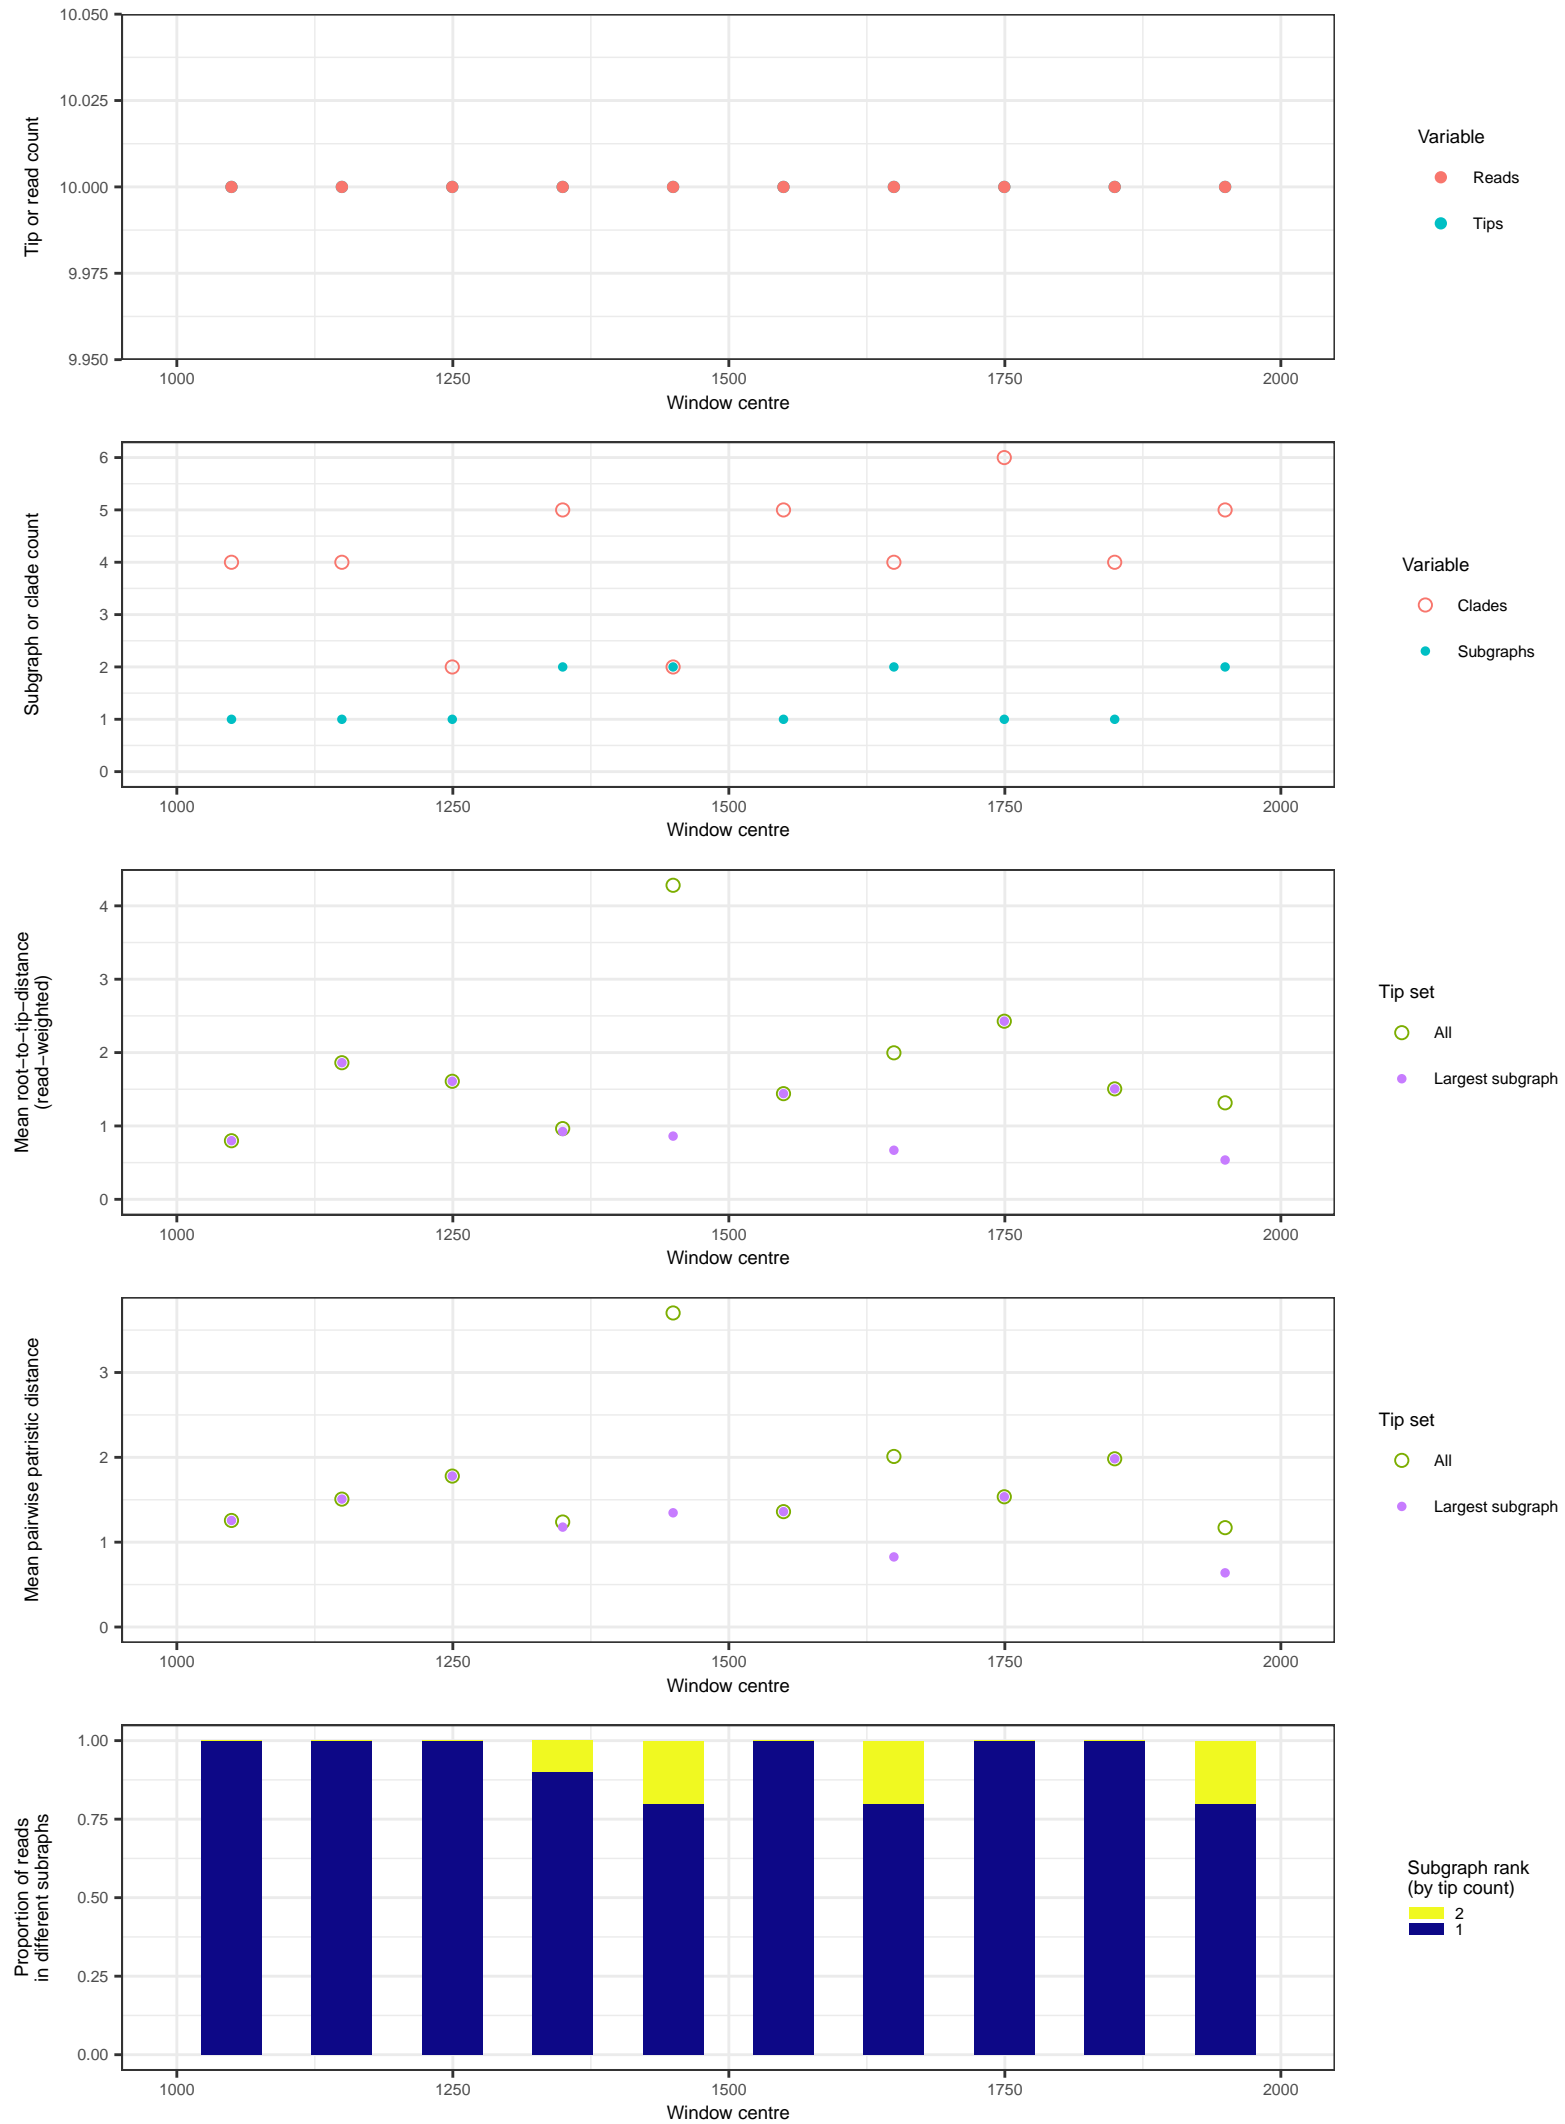 10.050
10.025
10.000
9.975
9.950
Tip or read count
1000 1250 1500 1750 2000
Window centre
Variable
Reads
Tips
6
5
4
3
2
1
0
Subgraph or clade count
1000 1250 1500 1750 2000
Window centre
Variable
Clades
Subgraphs
4
3
2
1
0
Mean root−to−tip−distance
(read−weighted)
1000 1250 1500 1750 2000
Window centre
Tip set
All
Largest subgraph
3
2
1
0
Mean pairwise patristic distance
1000 1250 1500 1750 2000
Window centre
Tip set
All
Largest subgraph
1.00
0.75
0.50
0.25
0.00
Proportion of reads
in different subraphs
1000 1250 1500 1750 2000
Window centre
Subgraph rank
(by tip count)
2
1